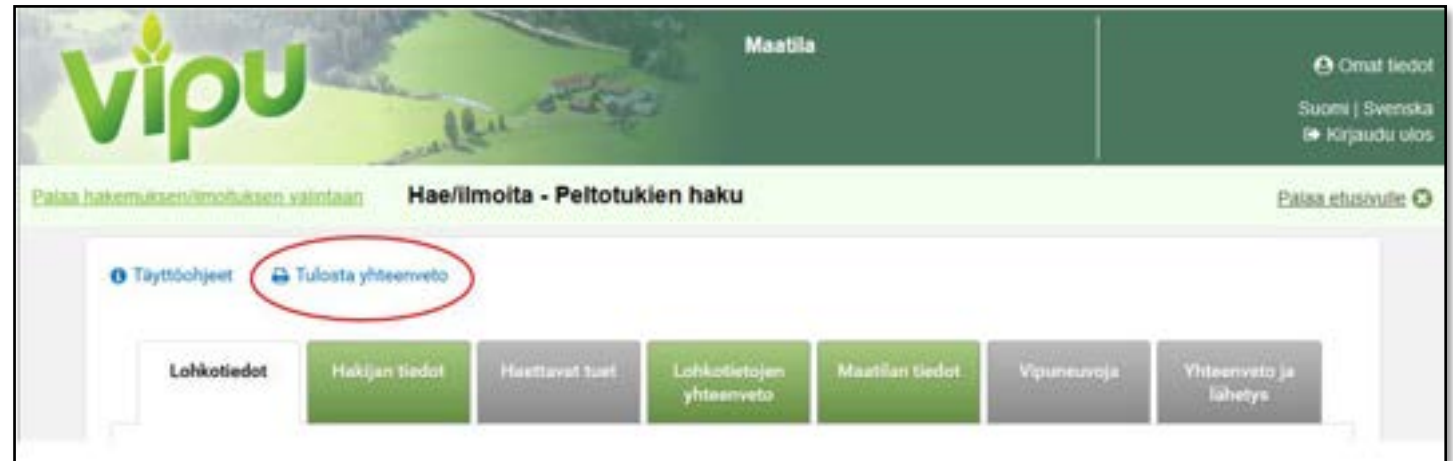 Vipu
Maatila
Omat tiedot
Suomi | Svenska
Kirjaudu ulos
Palaa hakemuksen/ilmoituksen valintaan
Hae/ilmoita - Peltotukien haku
Palaa etusivulle
Täyttöohjeet
Tulosta yhteenveto
Lohkotiedot
Hakijan tiedot
Haettavat tuet
Lohkotietojen
yhteenveto
Maatilan tiedot
Vipuneuvoja
Yhteenveto ja
lähetys